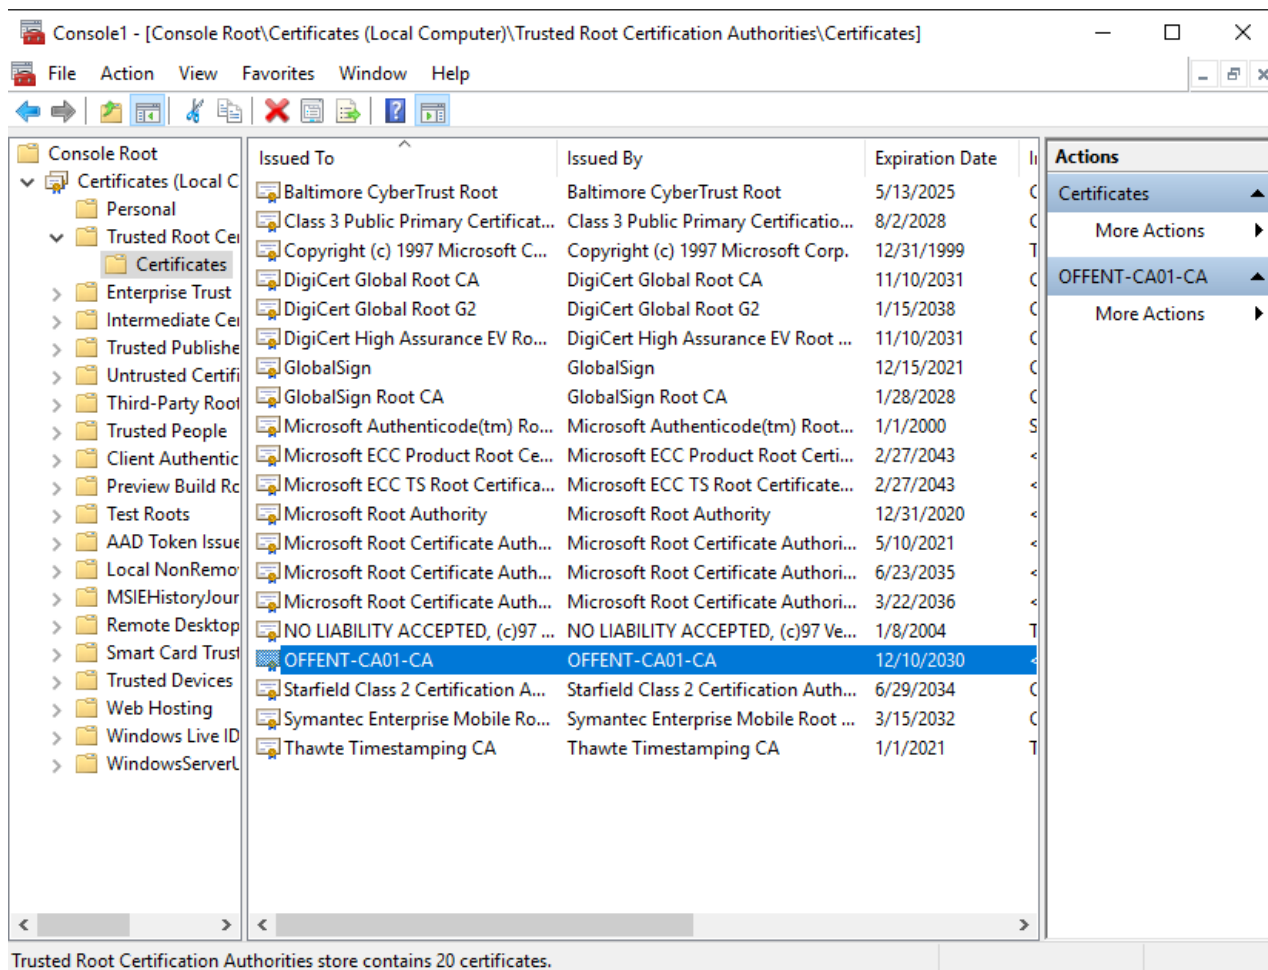 Console1 - [Console Root\Certificates (Local Computer)\Trusted Root Certification Authorities\Certificates]
File Action View Favorites Window Help
Console Root
Certificates (Local C
Personal
Trusted Root Cer
Certificates
Enterprise Trust
Intermediate Cer
Trusted Publishe
Untrusted Certifi
Third-Party Root
Trusted People
Client Authentic
Preview Build Ro
Test Roots
AAD Token Issue
Local NonRemo
MSIEHistoryJour
Remote Desktop
Smart Card Trust
Trusted Devices
Web Hosting
Windows Live ID
WindowsServerU
Issued To Issued By Expiration Date
Baltimore CyberTrust Root Baltimore CyberTrust Root 5/13/2025
Class 3 Public Primary Certificat... Class 3 Public Primary Certificatio... 8/2/2028
Copyright (c) 1997 Microsoft C... Copyright (c) 1997 Microsoft Corp. 12/31/1999
DigiCert Global Root CA DigiCert Global Root CA 11/10/2031
DigiCert Global Root G2 DigiCert Global Root G2 1/15/2038
DigiCert High Assurance EV Ro... DigiCert High Assurance EV Root ... 11/10/2031
GlobalSign GlobalSign 12/15/2021
GlobalSign Root CA GlobalSign Root CA 1/28/2028
Microsoft Authenticode(tm) Ro... Microsoft Authenticode(tm) Root... 1/1/2000
Microsoft ECC Product Root Ce... Microsoft ECC Product Root Certi... 2/27/2043
Microsoft ECC TS Root Certifica... Microsoft ECC TS Root Certificate... 2/27/2043
Microsoft Root Authority Microsoft Root Authority 12/31/2020
Microsoft Root Certificate Auth... Microsoft Root Certificate Authori... 5/10/2021
Microsoft Root Certificate Auth... Microsoft Root Certificate Authori... 6/23/2035
Microsoft Root Certificate Auth... Microsoft Root Certificate Authori... 3/22/2036
NO LIABILITY ACCEPTED, (c)97 ... NO LIABILITY ACCEPTED, (c)97 Ve... 1/8/2004
OFFENT-CA01-CA OFFENT-CA01-CA 12/10/2030
Starfield Class 2 Certification A... Starfield Class 2 Certification Auth... 6/29/2034
Symantec Enterprise Mobile Ro... Symantec Enterprise Mobile Root ... 3/15/2032
Thawte Timestamping CA Thawte Timestamping CA 1/1/2021
Actions
Certificates
More Actions
OFFENT-CA01-CA
More Actions
Trusted Root Certification Authorities store contains 20 certificates.